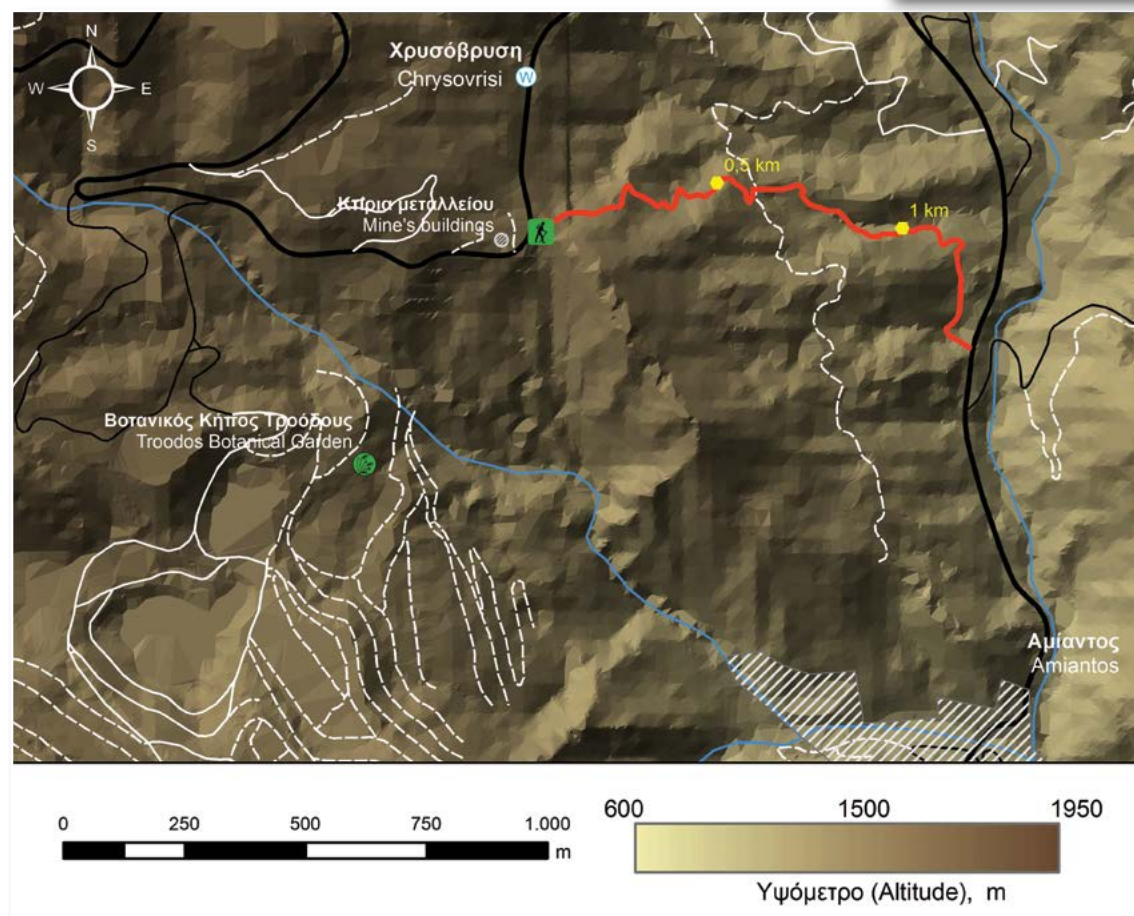 N
W
E
S
Χρυσόβρυση
Chrysovrisi
W
0,5 km
Κτίρια μεταλλείου
Mine's buildings
1 km
Βοτανικός Κήπος Τροόδους
Troodos Botanical Garden
Αμίαντος
Amiantos
0 250 500 750 1.000
m
600 1500 1950
Υψόμετρο (Altitude), m